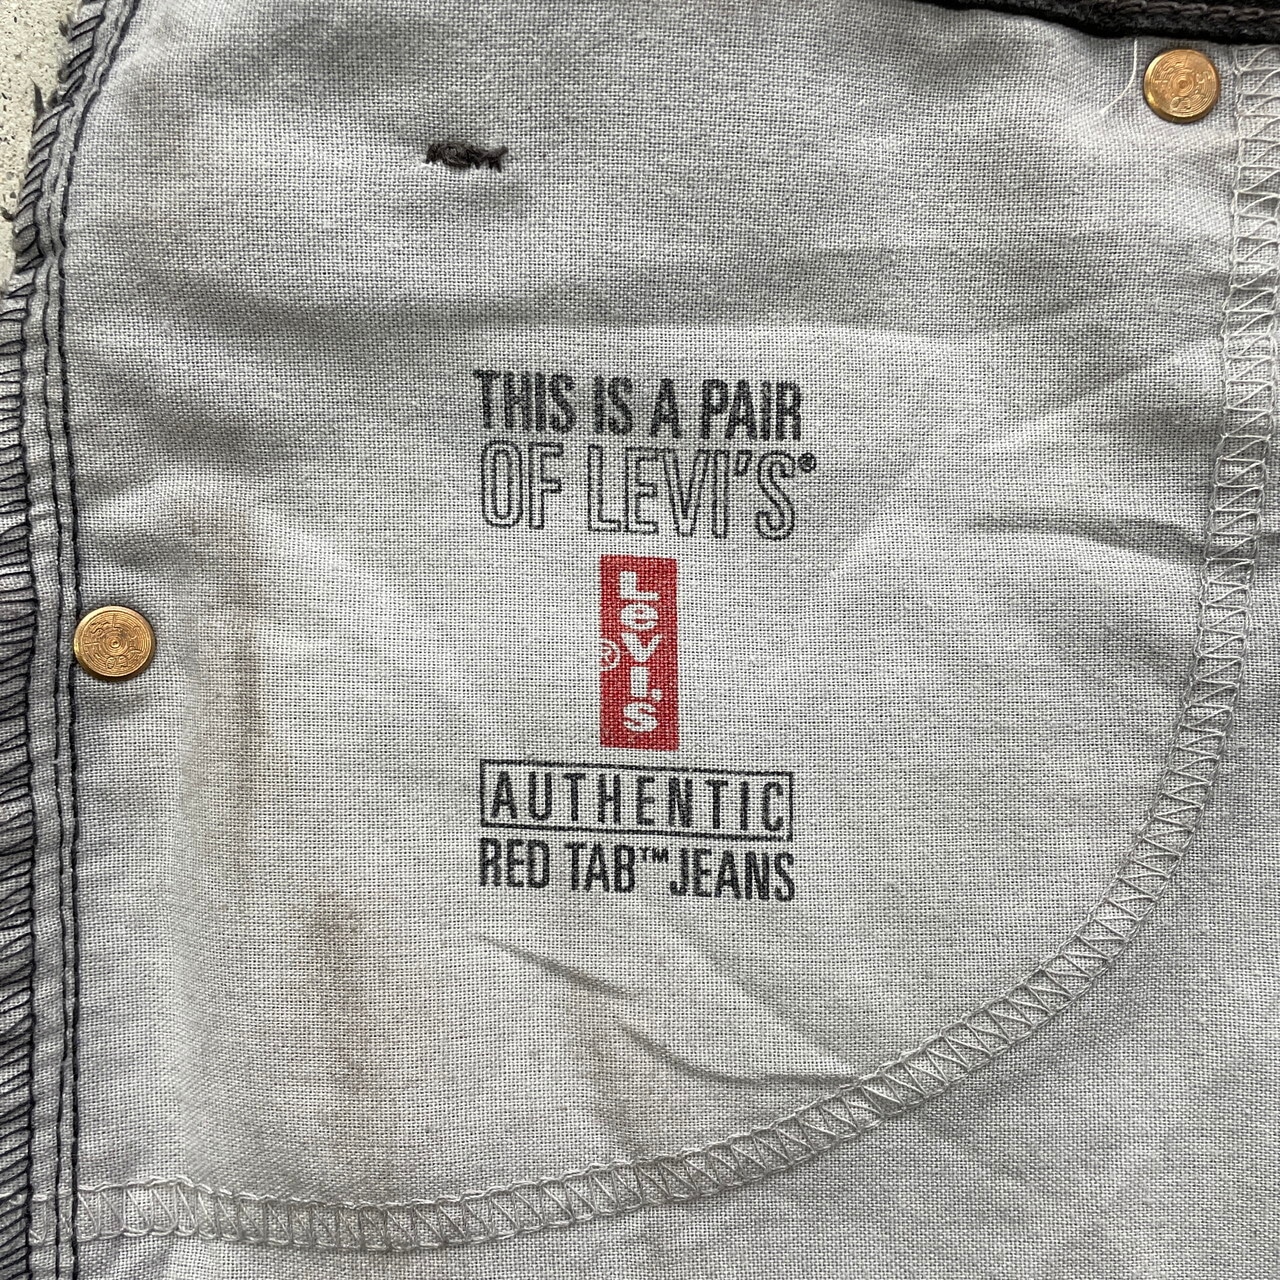 THIS IS A PAIR
OF LEVI'S®
Levi's
®
AUTHENTIC
RED TAB™ JEANS